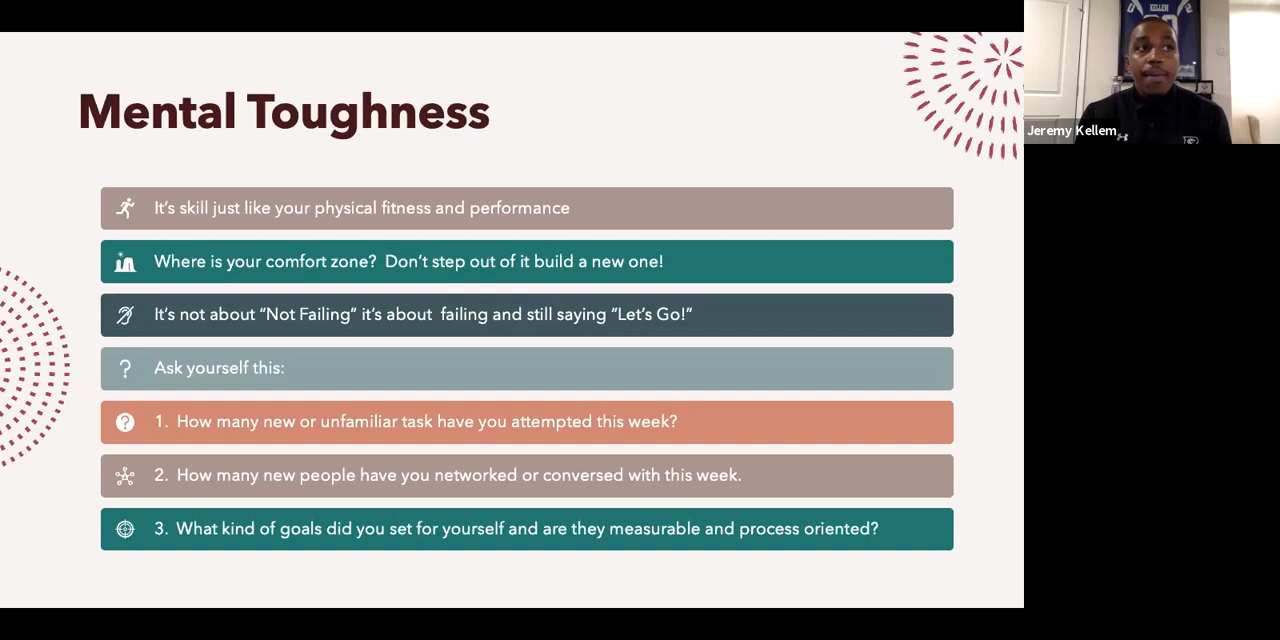 Mental Toughness
It's skill just like your physical fitness and performance
Where is your comfort zone?  Don't step out of it build a new one!
It's not about “Not Failing” it's about  failing and still saying “Let's Go!”
Ask yourself this:
1.  How many new or unfamiliar task have you attempted this week?
2.  How many new people have you networked or conversed with this week.
3.  What kind of goals did you set for yourself and are they measurable and process oriented?
KELLEM
Jeremy Kellem